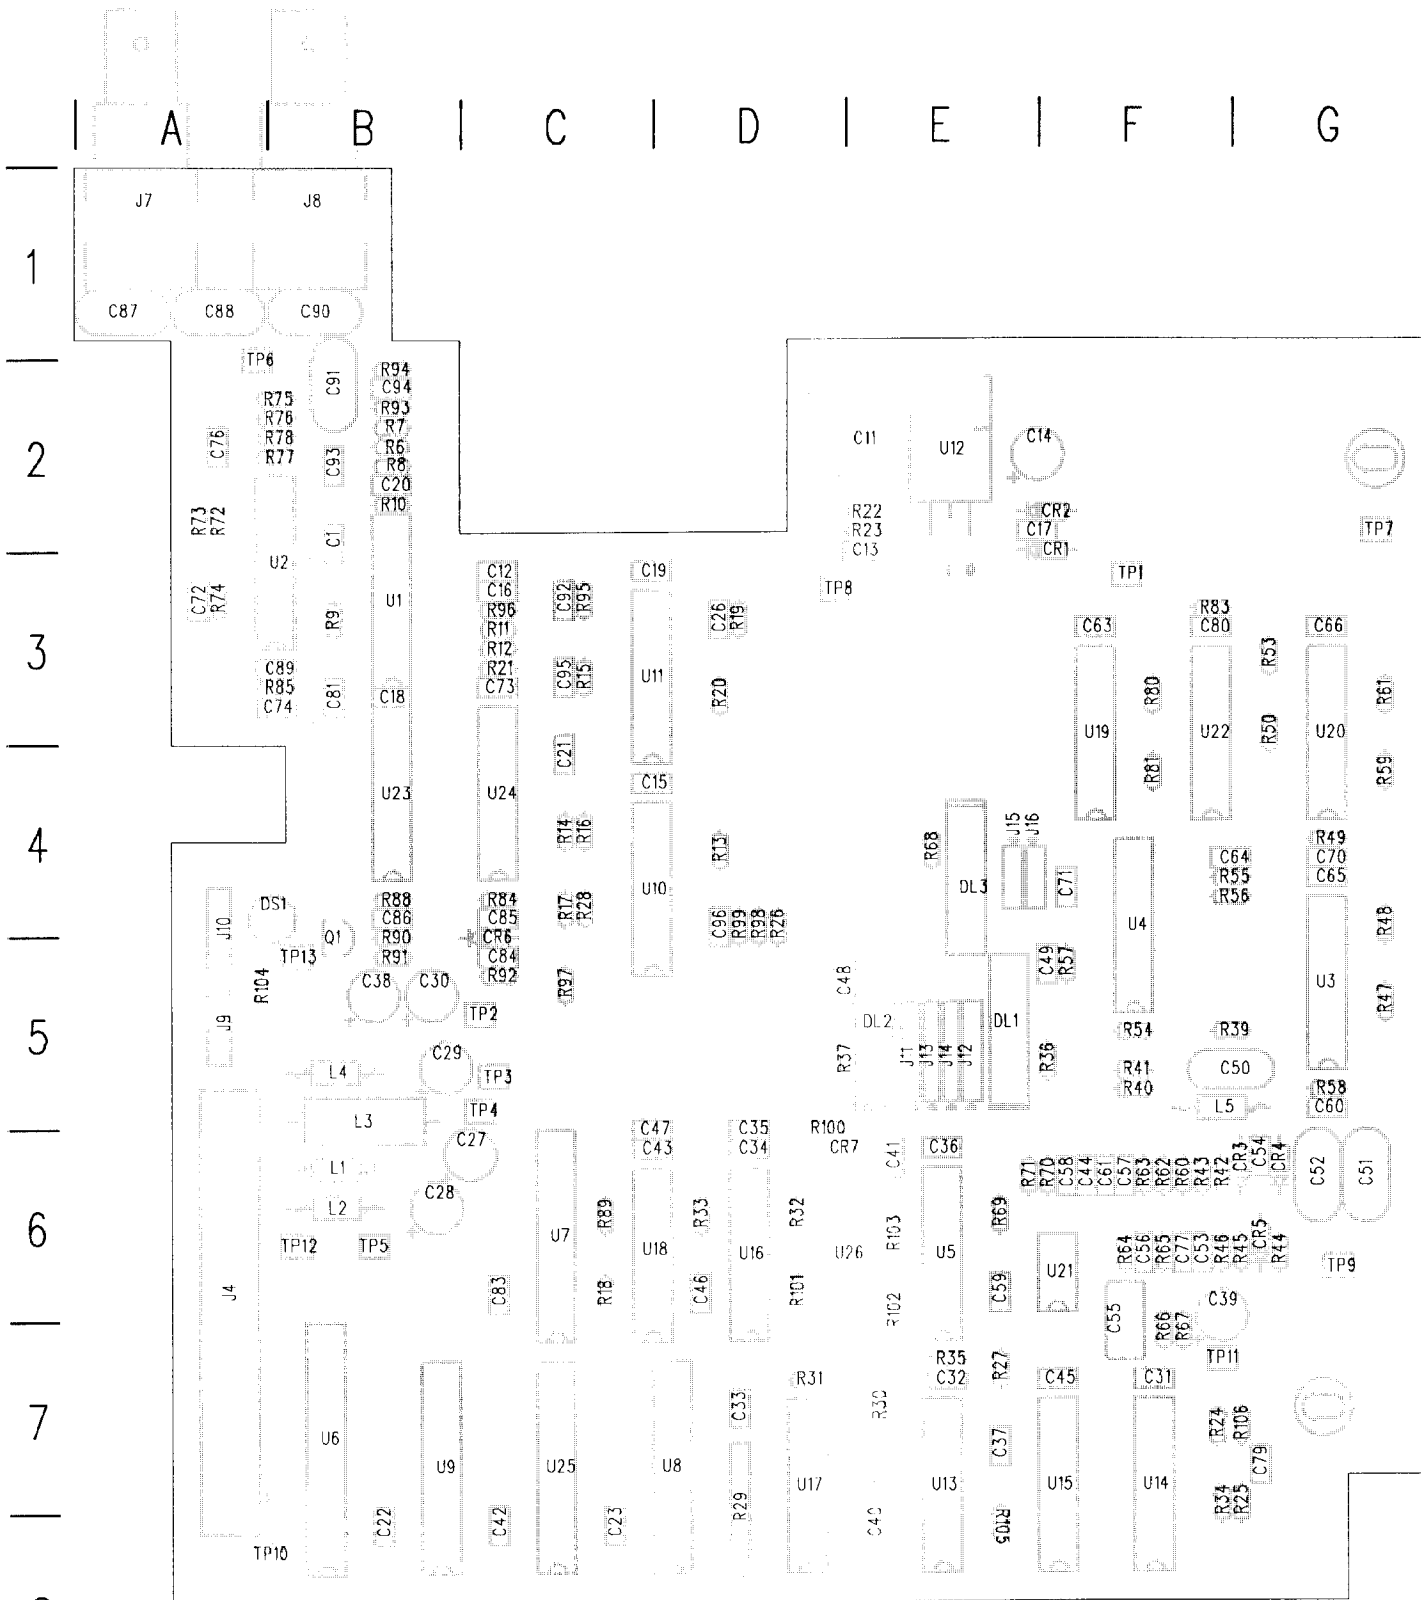 A B C D E F G
J7 J8
1
C87 C88 C90
TP6 C91 R94
C94
R75 R93
R76 R7
R78 R6
C76 R77 C93 R8
2
C11 U12 C14
C20
R10
R73 R72 C1
R22 CR2
R23 C17 TP7
C13 CR1
U2
C12 C19 TP8 TP1
C72 R74 R9 U1
C16 C92 R95
R96 R83
R11 C26 R19 C63 C80 C66
3
R12 R53
C89 R21 C95 R15 U11
R85 C81 C18 C73 R20 R80 R61
C74
U19 U22 R50 U20
C21
C15 R81 R59
U23 U24
R14 R16 J15 J16
4
R13 R68 R49
C64 C70
DL3 C71 R55 C65
U10 R56
DS1 R88 R84 R17 R28
J10 C86 C85 C96 R99 R98 R26 U4 R48
Q1 R90 CR6
TP13 R91 C84 C49 R57
R104 C38 C30 R92 R97 C48 U3 R47
TP2
J9 DL2 DL1 R54 R39
5
J11 J13 J14 J12
C29 R37 R36
L4 TP3 R41 C50
R40 R58
L3 TP4 L5 C60
C47 C35 R100
C27 C43 C34 CR7 C41 C36
L1 R71 R70 C58 C44 C61 C57 R63 R62 R60 R43 R42 CR3 C54 CR4 C52 C51
C28
L2 R89 R33 R32 R69
6
U7 R103
TP12 TP5 U18 U16 U26 U5 R64 C56 R65 C77 C53 R46 R45 CR5 R44
U21 TP9
J4 C83 R18 C46 R101 C59
R102 C55 C39
R66 R67
R35 R27 TP11
R31 C32 C45 C31
C33 R30
7
U6 C37 R24 R106
U9 U25 U8 C79
U17 U13 U15 U14
R29
R34 R25
C22 C42 C23 C40 R105
TP10